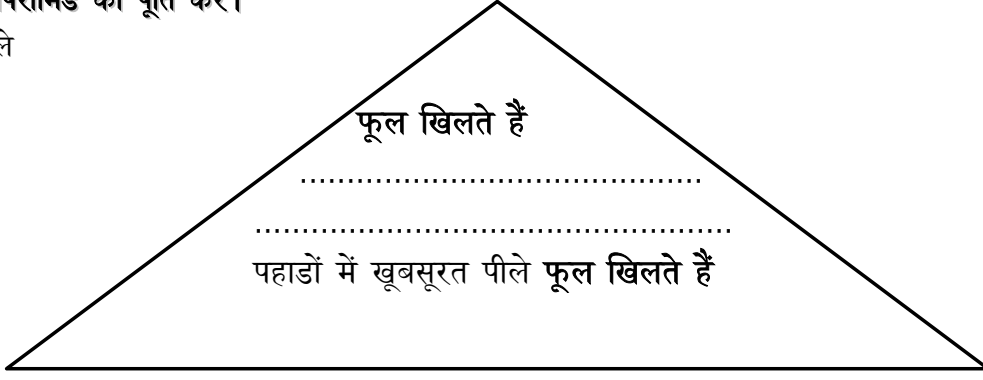 की पूर्ति करें।
फूल खिलते हैं
..........................................
..................................................
पहाडों में खूबसूरत पीले फूल खिलते हैं